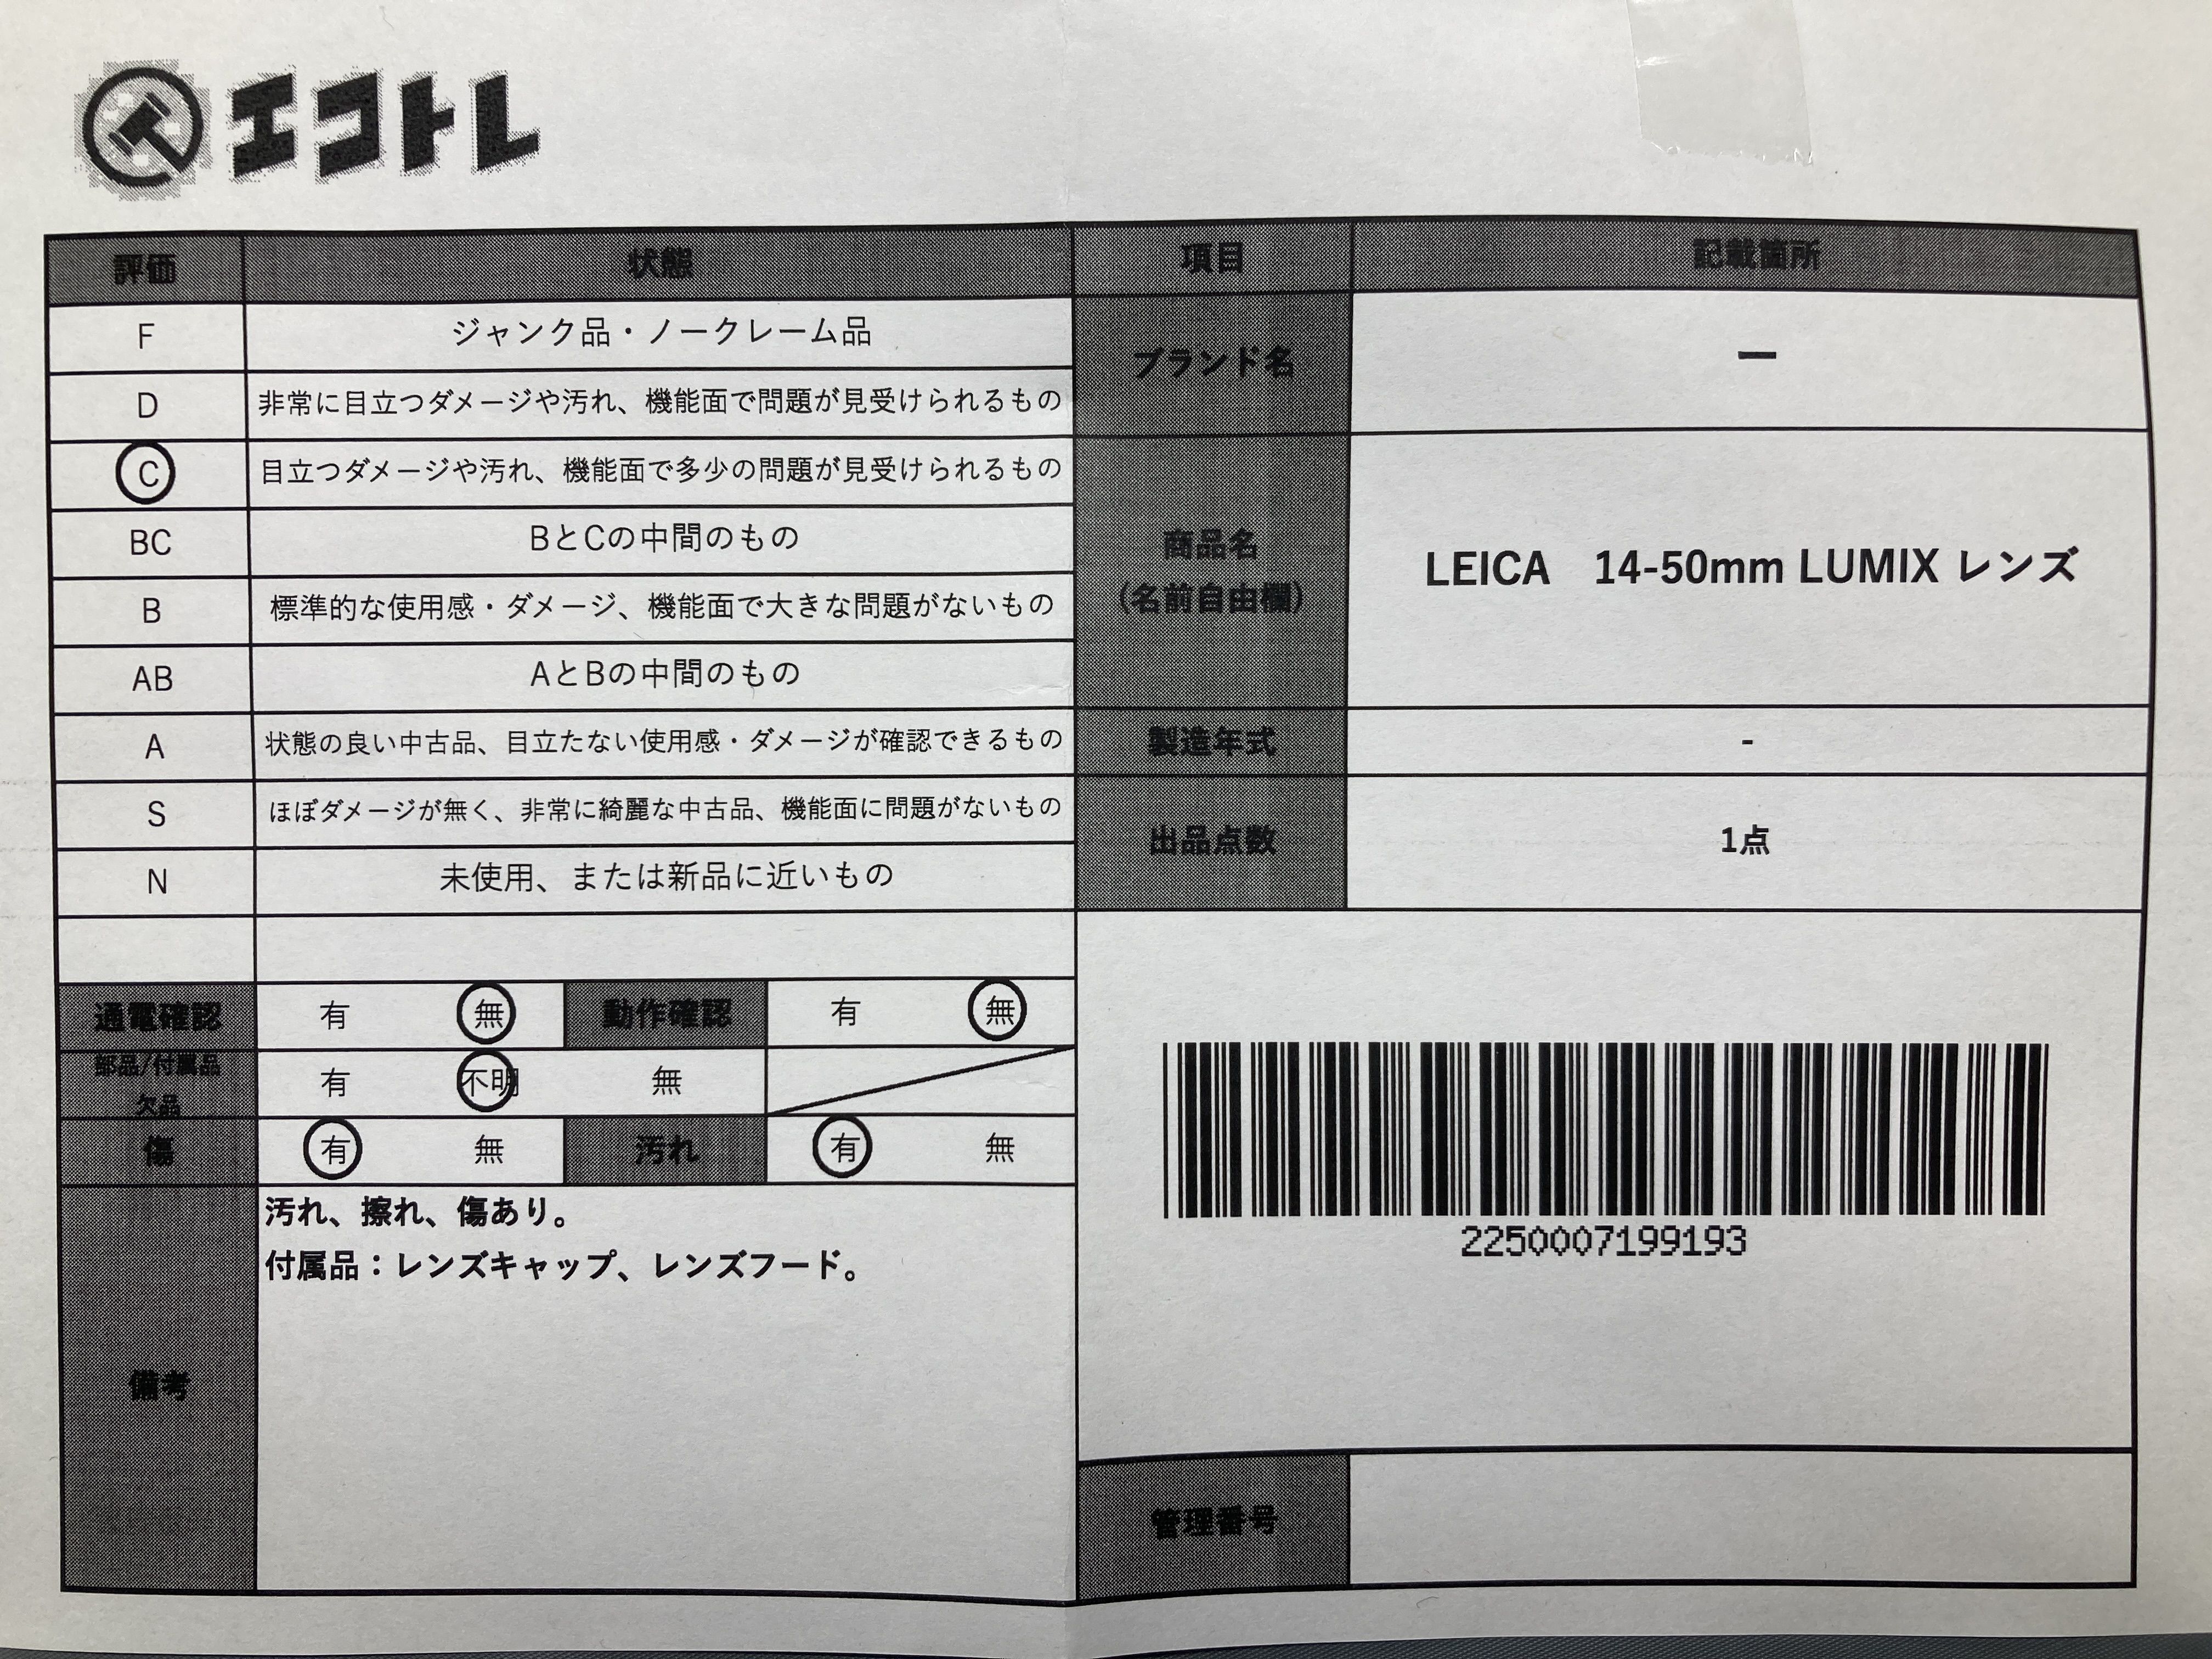 エコトレ
評価 状態
F ジャンク品・ノークレーム品
D 非常に目立つダメージや汚れ、機能面で問題が見受けられるもの
C 目立つダメージや汚れ、機能面で多少の問題が見受けられるもの
BC BとCの中間のもの
B 標準的な使用感・ダメージ、機能面で大きな問題がないもの
AB AとBの中間のもの
A 状態の良い中古品、目立たない使用感・ダメージが確認できるもの
S ほぼダメージが無く、非常に綺麗な中古品、機能面に問題がないもの
N 未使用、または新品に近いもの
通電確認 有 無 動作確認 有 無
部品/付属品
欠品
有 不明 無
傷 有 無 汚れ 有 無
備考
汚れ、擦れ、傷あり。
付属品：レンズキャップ、レンズフード。
項目 記載箇所
ブランド名 ー
商品名
(名前自由欄)
LEICA 14-50mm LUMIX レンズ
製造年式 -
出品点数 1点
2250007199193
管理番号